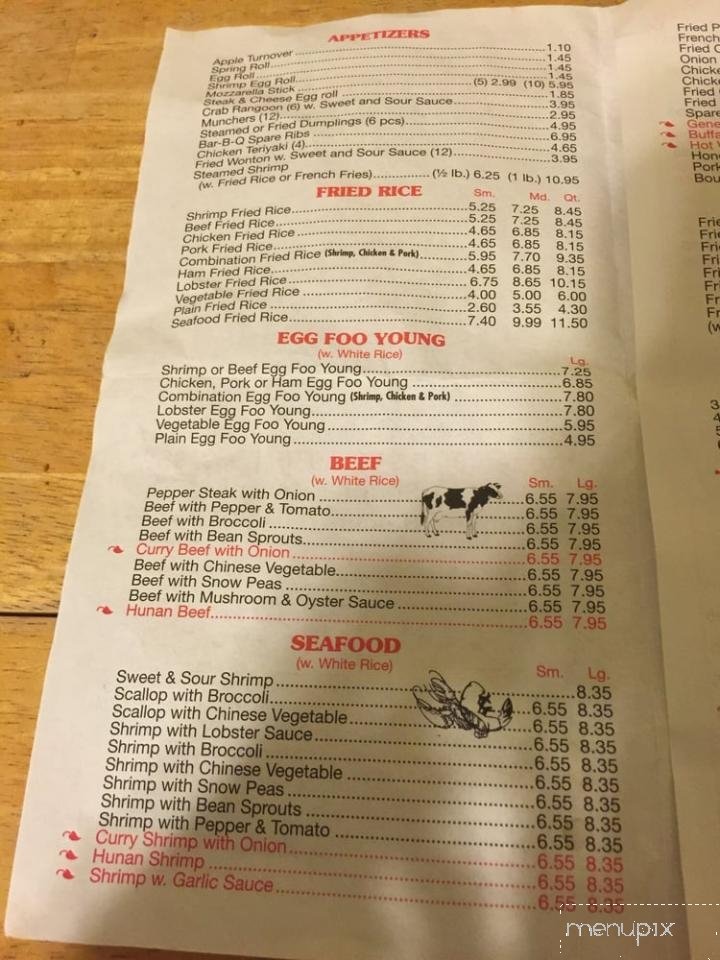 APPETIZERS
Apple Turnover 1.10
Spring Roll 1.45
Egg Roll 1.45
Shrimp Egg Roll 1.45
Mozzarella Stick (5) 2.99 (10) 5.95
Steak & Cheese Egg roll 1.85
Crab Rangoon (6) w. Sweet and Sour Sauce 3.95
Munchers (12) 2.95
Steamed or Fried Dumplings (6 pcs) 4.95
Bar-B-Q Spare Ribs 6.95
Chicken Teriyaki (4) 4.65
Fried Wonton w. Sweet and Sour Sauce (12) 3.95
Steamed Shrimp
(w. Fried Rice or French Fries) (½ lb.) 6.25 (1 lb.) 10.95
FRIED RICE Sm. Md. Qt.
Shrimp Fried Rice 5.25 7.25 8.45
Beef Fried Rice 5.25 7.25 8.45
Chicken Fried Rice 4.65 6.85 8.15
Pork Fried Rice 4.65 6.85 8.15
Combination Fried Rice (Shrimp, Chicken & Pork) 5.95 7.70 9.35
Ham Fried Rice 4.65 6.85 8.15
Lobster Fried Rice 6.75 8.65 10.15
Vegetable Fried Rice 4.00 5.00 6.00
Plain Fried Rice 2.60 3.55 4.30
Seafood Fried Rice 7.40 9.99 11.50
EGG FOO YOUNG
(w. White Rice) Lg.
Shrimp or Beef Egg Foo Young 7.25
Chicken, Pork or Ham Egg Foo Young 6.85
Combination Egg Foo Young (Shrimp, Chicken & Pork) 7.80
Lobster Egg Foo Young 7.80
Vegetable Egg Foo Young 5.95
Plain Egg Foo Young 4.95
BEEF
(w. White Rice) Sm. Lg.
Pepper Steak with Onion 6.55 7.95
Beef with Pepper & Tomato 6.55 7.95
Beef with Broccoli 6.55 7.95
Beef with Bean Sprouts 6.55 7.95
Curry Beef with Onion 6.55 7.95
Beef with Chinese Vegetable 6.55 7.95
Beef with Snow Peas 6.55 7.95
Beef with Mushroom & Oyster Sauce 6.55 7.95
Hunan Beef 6.55 7.95
SEAFOOD
(w. White Rice) Sm. Lg.
Sweet & Sour Shrimp 8.35
Scallop with Broccoli 6.55 8.35
Scallop with Chinese Vegetable 6.55 8.35
Shrimp with Lobster Sauce 6.55 8.35
Shrimp with Broccoli 6.55 8.35
Shrimp with Chinese Vegetable 6.55 8.35
Shrimp with Snow Peas 6.55 8.35
Shrimp with Bean Sprouts 6.55 8.35
Shrimp with Pepper & Tomato 6.55 8.35
Curry Shrimp with Onion 6.55 8.35
Hunan Shrimp 6.55 8.35
Shrimp w. Garlic Sauce 6.55 8.35
Fried P
French
Fried C
Onion
Chicke
Chicke
Fried
Fried
Spare
Gene
Buffa
Hot
Hone
Pork
Bou
menupix